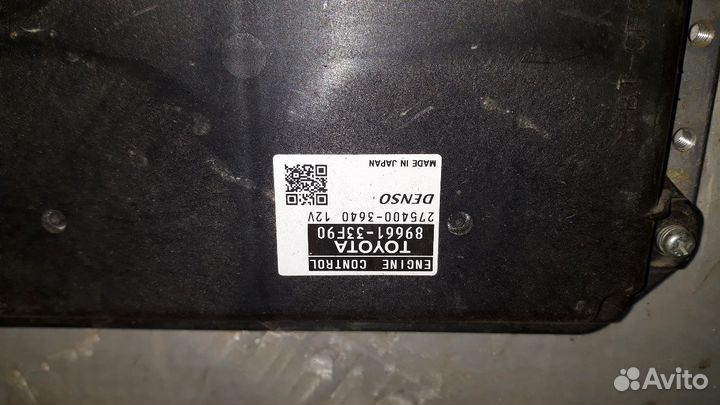 ENGINE CONTROL
TOYOTA
89661-33F90
275400-3640 12V
DENSO
MADE IN JAPAN
Avito